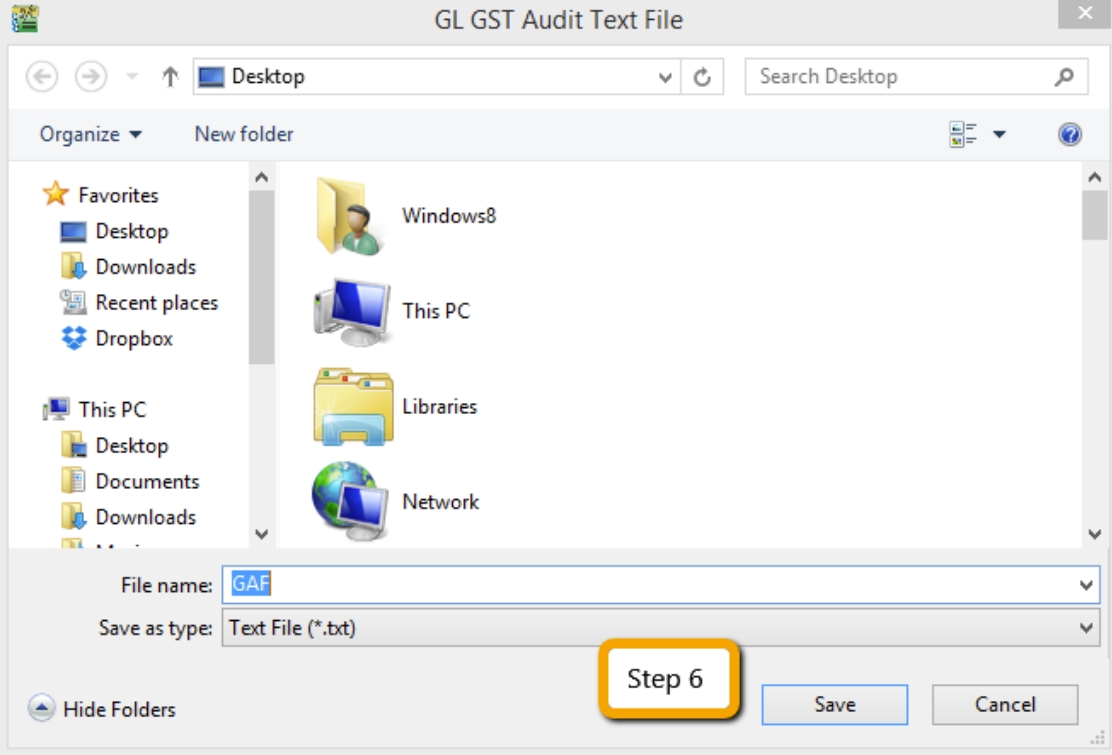 GL GST Audit Text File
Desktop
Search Desktop
Organize
New folder
Favorites
Desktop
Downloads
Recent places
Dropbox
This PC
Desktop
Documents
Downloads
Windows8
This PC
Libraries
Network
File name: GAF
Save as type: Text File (*.txt)
Step 6
Hide Folders
Save
Cancel